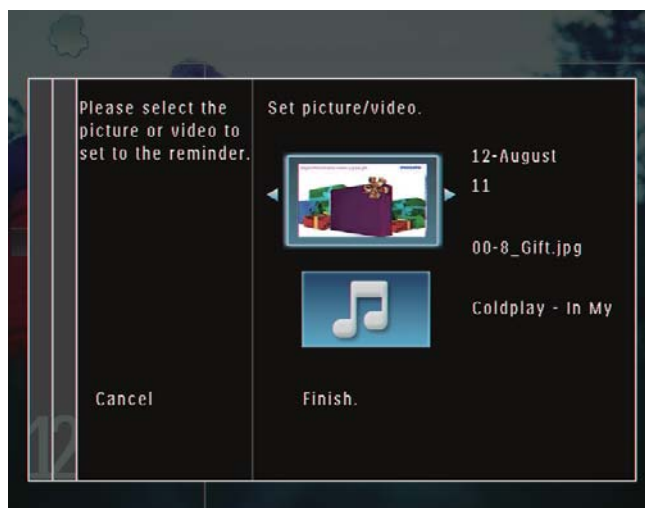 Please select the
picture or video to
set to the reminder.
Set picture/video.
12-August
11
00-8_Gift.jpg
Coldplay - In My
Cancel
Finish.
12